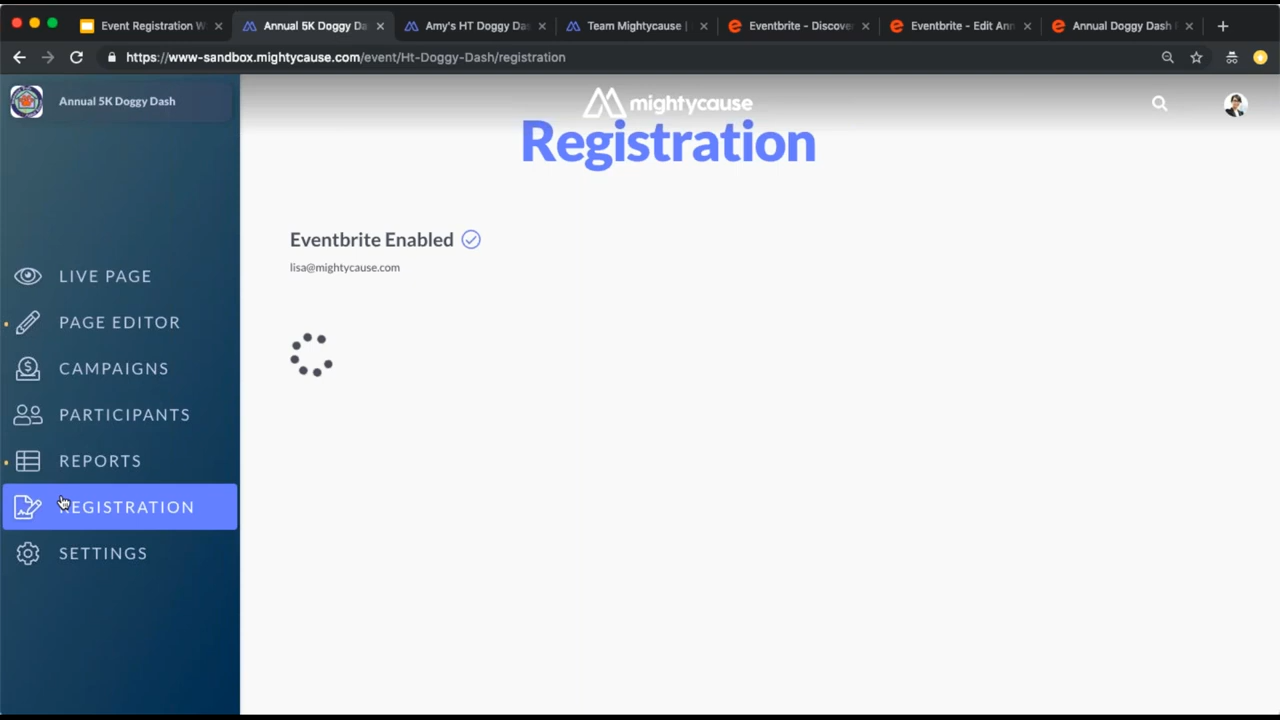 Event Registration W
Annual 5K Doggy Da
Amy's HT Doggy Das
Team Mightycause |
Eventbrite - Discove
Eventbrite - Edit Ann
Annual Doggy Dash
https://www-sandbox.mightycause.com/event/Ht-Doggy-Dash/registration
Annual 5K Doggy Dash
mightycause
Registration
Eventbrite Enabled
lisa@mightycause.com
LIVE PAGE
PAGE EDITOR
CAMPAIGNS
PARTICIPANTS
REPORTS
REGISTRATION
SETTINGS